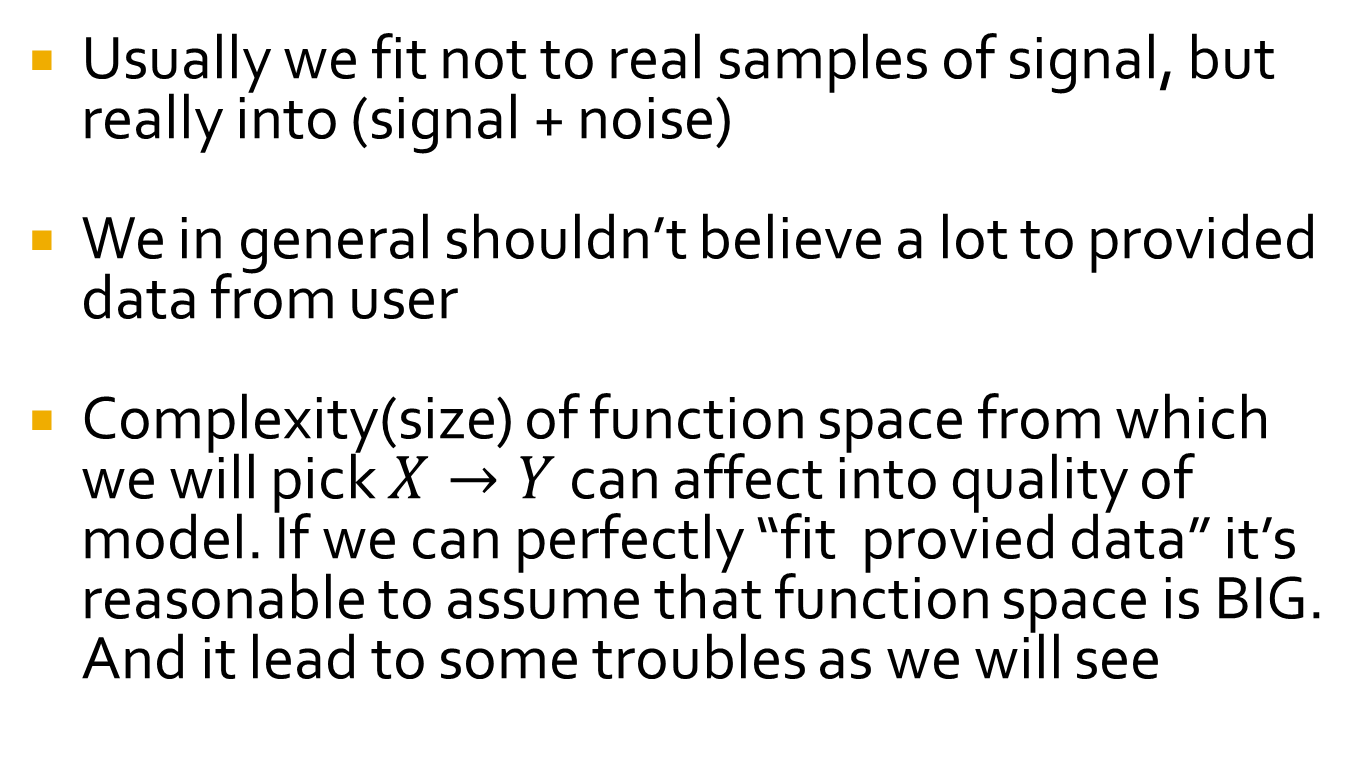 Usually we fit not to real samples of signal, but
really into (signal + noise)
We in general shouldn’t believe a lot to provided
data from user
Complexity(size) of function space from which
we will pick X → Y can affect into quality of
model. If we can perfectly “fit  provied data” it’s
reasonable to assume that function space is BIG.
And it lead to some troubles as we will see